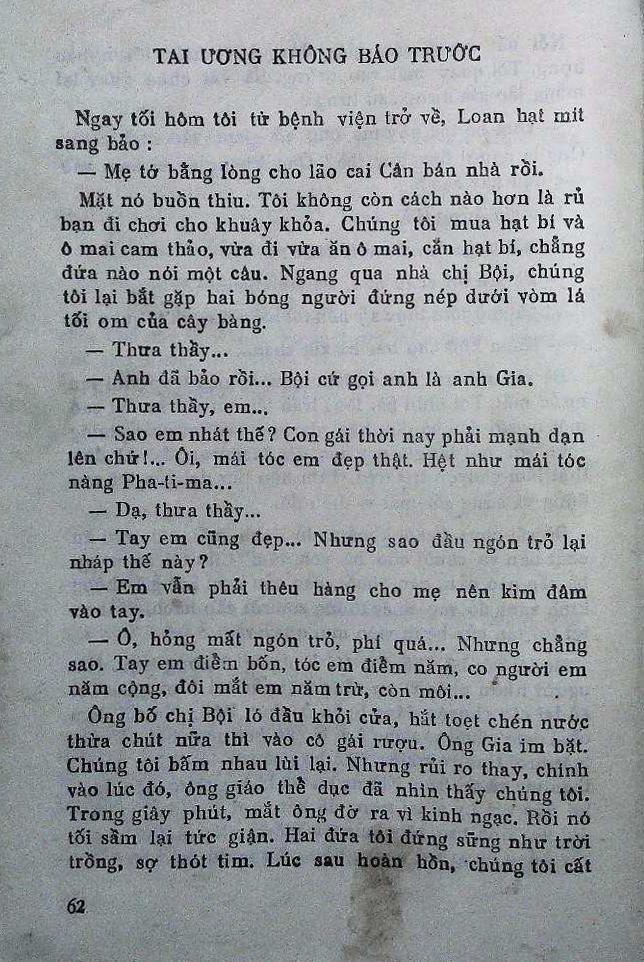 TAI ƯƠNG KHÔNG BÁO TRƯỚC
Ngay tối hôm tôi từ bệnh viện trở về, Loan hạt mít
sang bảo :
— Mẹ tớ bằng lòng cho lão cai Cân bán nhà rồi.
Mặt nó buồn thiu. Tôi không còn cách nào hơn là rủ
bạn đi chơi cho khuây khỏa. Chúng tôi mua hạt bí và
ô mai cam thảo, vừa đi vừa ăn ô mai, cắn hạt bí, chẳng
đứa nào nói một câu. Ngang qua nhà chị Bội, chúng
tôi lại bắt gặp hai bóng người đứng nép dưới vòm lá
tối om của cây bàng.
— Thưa thầy...
— Anh đã bảo rồi... Bội cứ gọi anh là anh Gia.
— Thưa thầy, em...
— Sao em nhát thế? Con gái thời nay phải mạnh dạn
lên chứ!... Ôi, mái tóc em đẹp thật. Hệt như mái tóc
nàng Pha-ti-ma...
— Dạ, thưa thầy...
— Tay em cũng đẹp... Nhưng sao đầu ngón trỏ lại
nháp thế này?
— Em vẫn phải thêu hàng cho mẹ nên kim đâm
vào tay.
— Ô, hỏng mất ngón trỏ, phí quá... Nhưng chẳng
sao. Tay em điểm bốn, tóc em điểm năm, co người em
năm cộng, đôi mắt em năm trừ, còn môi...
Ông bố chị Bội ló đầu khỏi cửa, hắt toẹt chén nước
thừa chút nữa thì vào cô gái rượu. Ông Gia im bặt.
Chúng tôi bấm nhau lùi lại. Nhưng rủi ro thay, chính
vào lúc đó, ông giáo thể dục đã nhìn thấy chúng tôi.
Trong giây phút, mắt ông đờ ra vì kinh ngạc. Rồi nó
tối sầm lại tức giận. Hai đứa tôi đứng sững như trời
trồng, sợ thót tim. Lúc sau hoàn hồn, chúng tôi cất
62